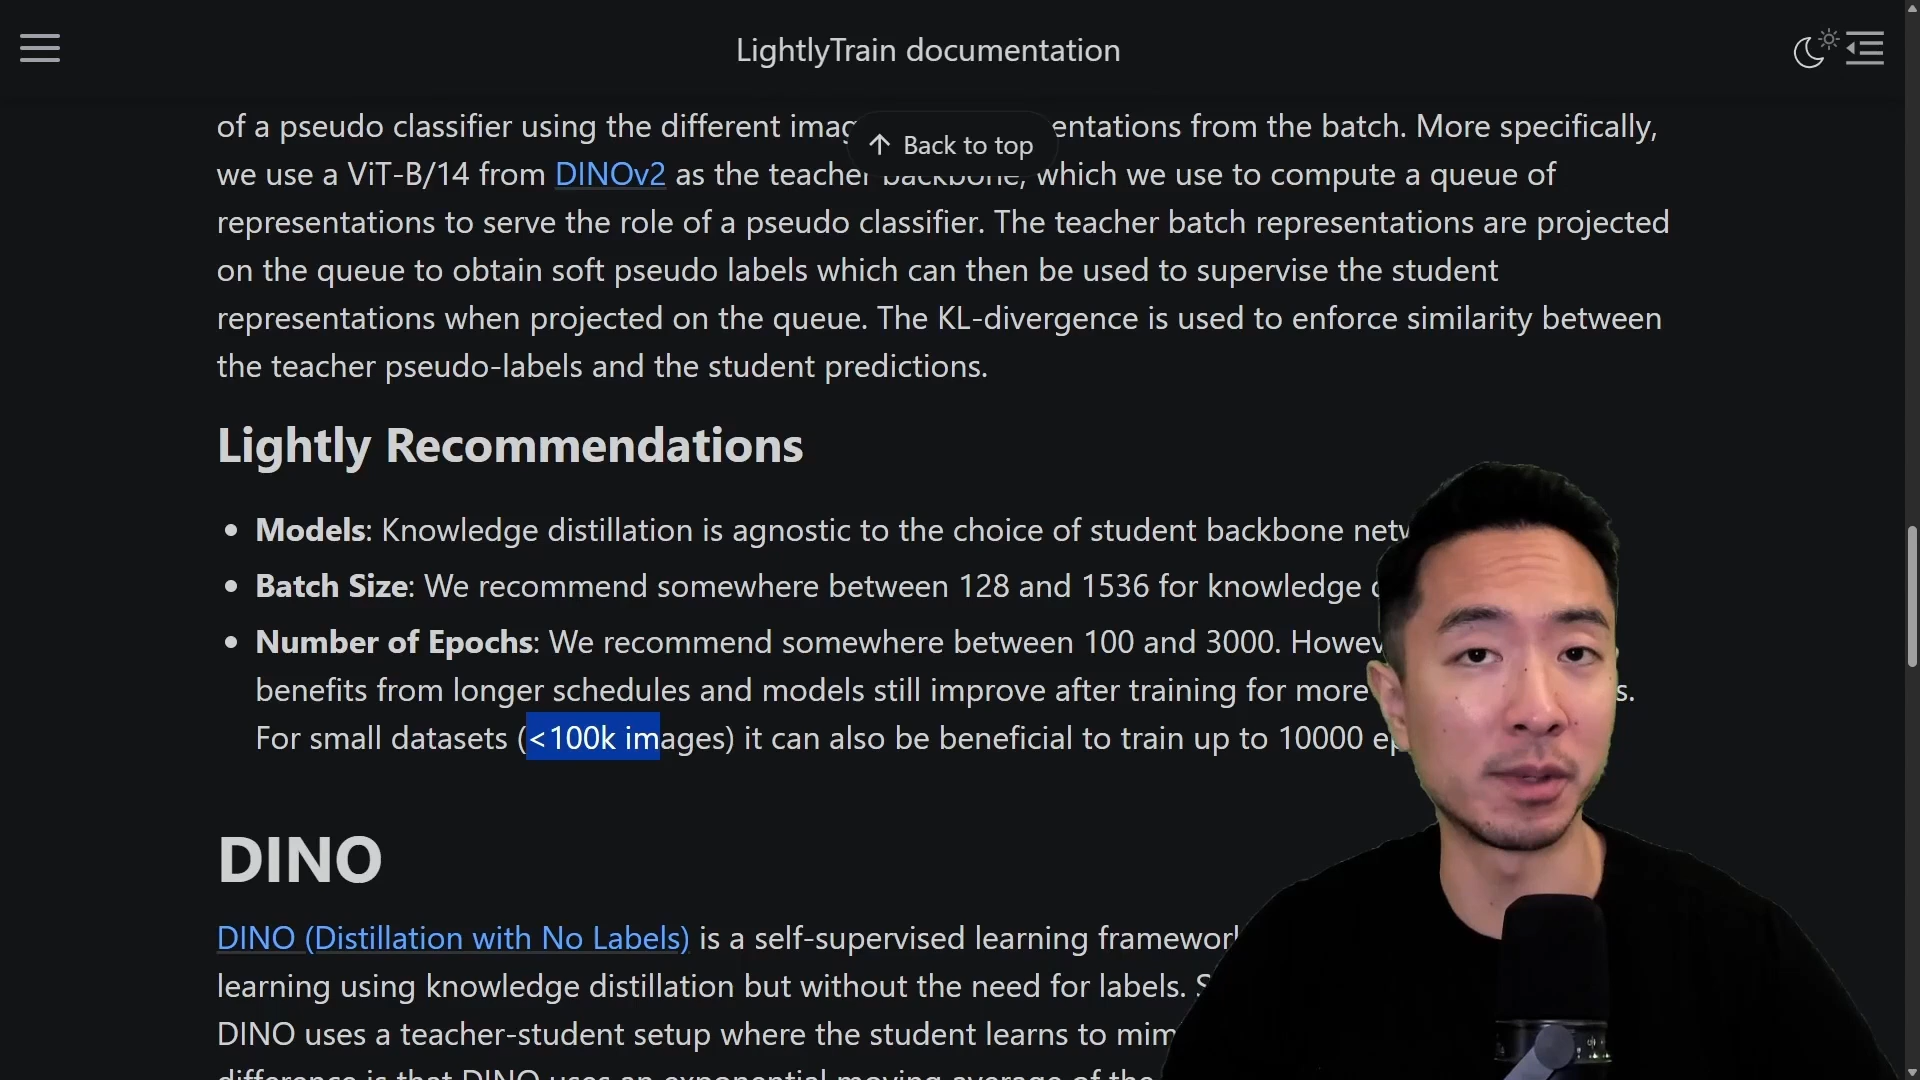 LightlyTrain documentation
of a pseudo classifier using the different entations from the batch. More specifically,
Back to top
we use a ViT-B/14 from DINOv2 as the teacher backbone, which we use to compute a queue of
representations to serve the role of a pseudo classifier. The teacher batch representations are projected
on the queue to obtain soft pseudo labels which can then be used to supervise the student
representations when projected on the queue. The KL-divergence is used to enforce similarity between
the teacher pseudo-labels and the student predictions.
Lightly Recommendations
• Models: Knowledge distillation is agnostic to the choice of student backbone
• Batch Size: We recommend somewhere between 128 and 1536 for knowledge
• Number of Epochs: We recommend somewhere between 100 and 3000.
benefits from longer schedules and models still improve after training for more
For small datasets (<100k images) it can also be beneficial to train up to 10000
DINO
DINO (Distillation with No Labels) is a self-supervised learning framework
learning using knowledge distillation but without the need for labels.
DINO uses a teacher-student setup where the student learns to